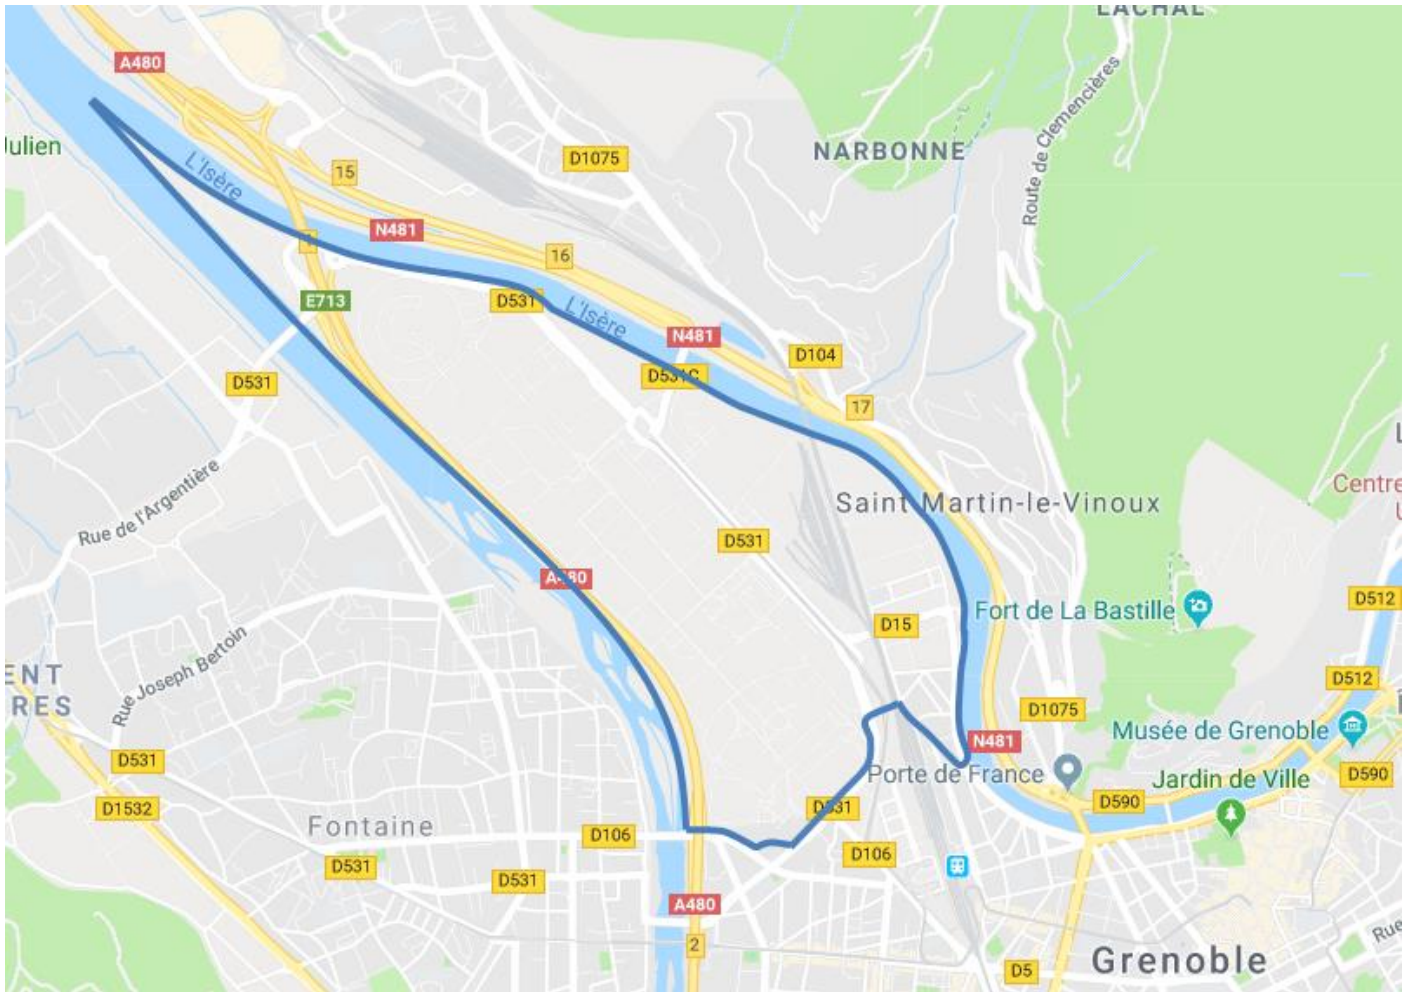 LACHAL
A480
Julien
L'Isère
15
D1075
NARBONNE
Route de Clemencières
N481
1
16
E713
D531
L'Isère
N481
D104
D531
D531C
17
Centre
Rue de l'Argentière
Saint Martin-le-Vinoux
D531
A480
Fort de La Bastille
D512
D15
Rue Joseph Bertoin
ENT
RES
D512
D1075
Musée de Grenoble
N481
D531
Porte de France
Jardin de Ville
D590
D1532
D531
D590
Fontaine
D106
D106
D531
D531
A480
2
Rue
Grenoble
D5